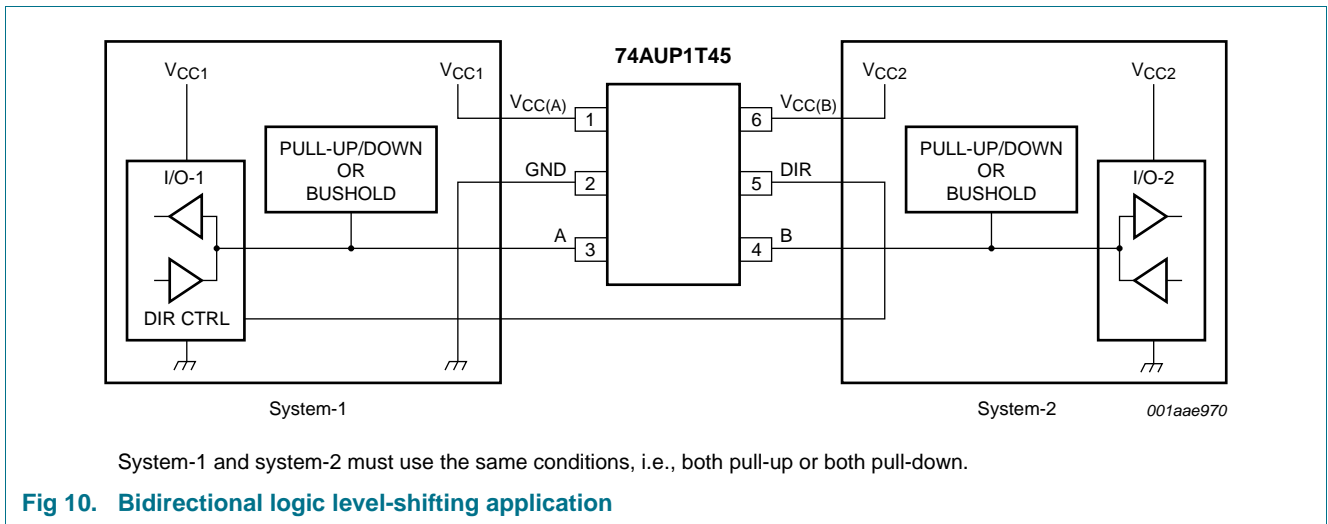 74AUP1T45
VCC1
VCC1
VCC2
VCC2
VCC(A)
VCC(B)
1
6
PULL-UP/DOWN
OR
BUSHOLD
PULL-UP/DOWN
OR
BUSHOLD
I/O-1
GND
2
5
DIR
I/O-2
A
3
4
B
DIR CTRL
System-1
System-2
001aae970
System-1 and system-2 must use the same conditions, i.e., both pull-up or both pull-down.
Fig 10. Bidirectional logic level-shifting application